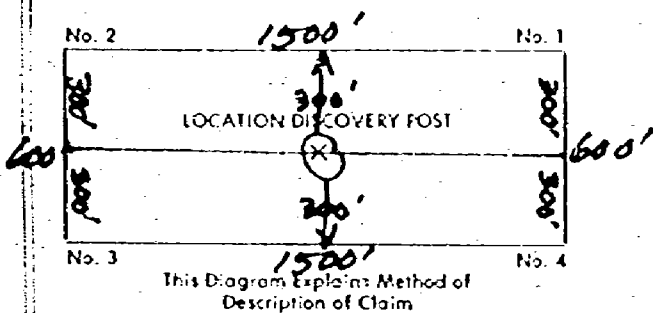 No. 2 1500' No. 1
300' 300' 300'
LOCATION DISCOVERY POST
600 600'
300' 300' 300'
No. 3 1500' No. 4
This Diagram Explains Method of
Description of Claim